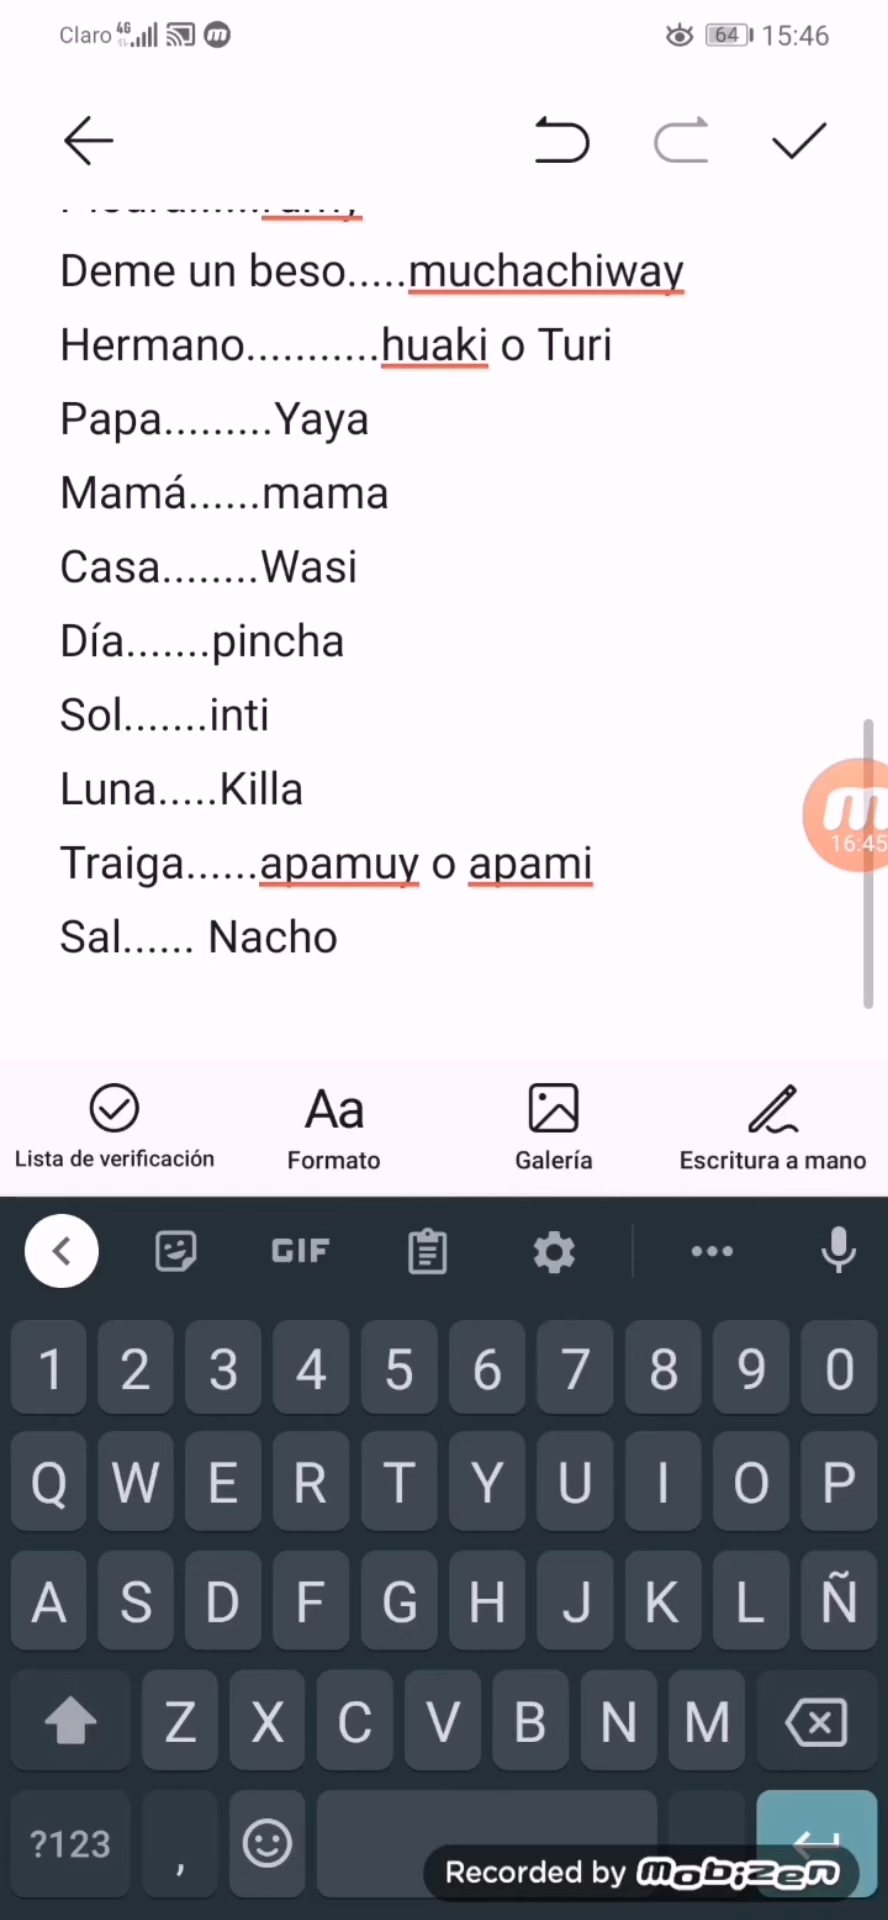 Claro 4G 64 15:46
Deme un beso.....muchachiway
Hermano...........huaki o Turi
Papa.........Yaya
Mamá......mama
Casa........Wasi
Día.......pincha
Sol.......inti
Luna.....Killa
16:45
Traiga......apamuy o apami
Sal...... Nacho
Lista de verificación
Aa
Formato
Galería
Escritura a mano
GIF
1 2 3 4 5 6 7 8 9 0
Q W E R T Y U I O P
A S D F G H J K L Ñ
Z X C V B N M
?123 ,
Recorded by mobizen